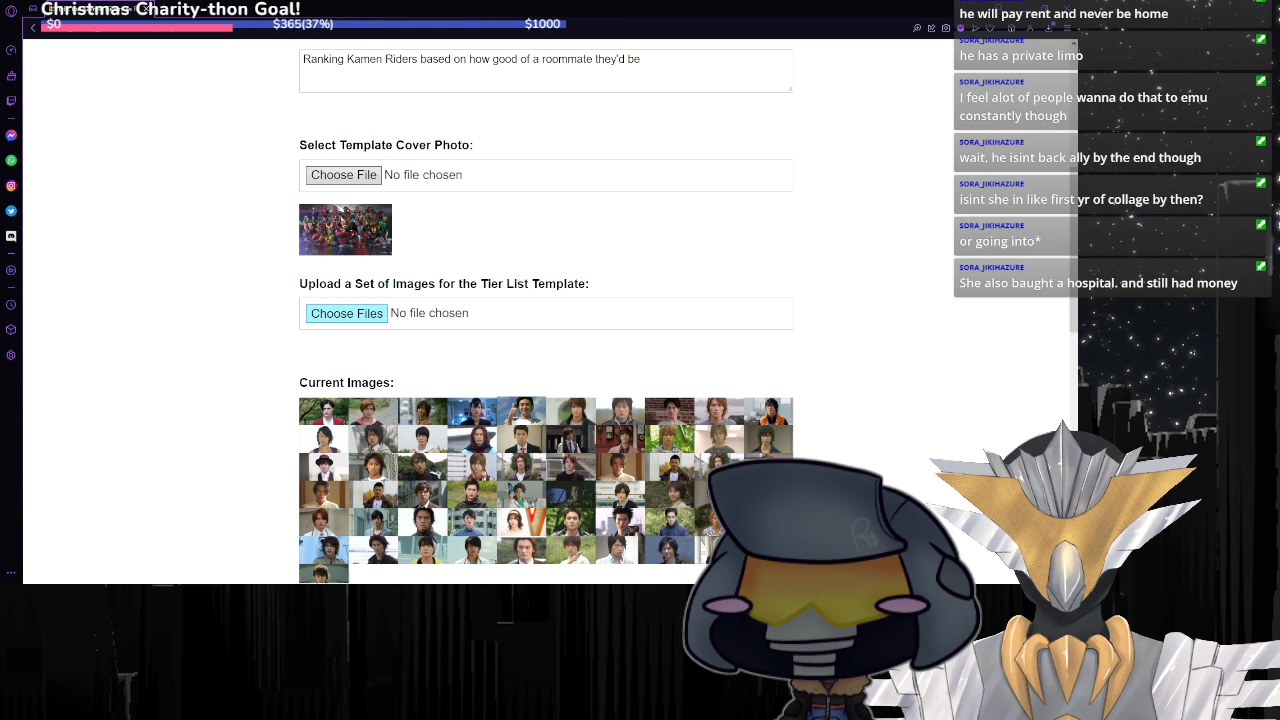 Christmas Charity-thon Goal!
$0
$365(37%)
$1000
Ranking Kamen Riders based on how good of a roommate they'd be
Select Template Cover Photo:
Choose File
No file chosen
Upload a Set of Images for the Tier List Template:
Choose Files
No file chosen
Current Images:
he will pay rent and never be home
SORA_JIKIHAZURE
he has a private limo
SORA_JIKIHAZURE
I feel alot of people wanna do that to emu
constantly though
SORA_JIKIHAZURE
wait, he isint back ally by the end though
SORA_JIKIHAZURE
isint she in like first yr of collage by then?
SORA_JIKIHAZURE
or going into*
SORA_JIKIHAZURE
She also baught a hospital. and still had money